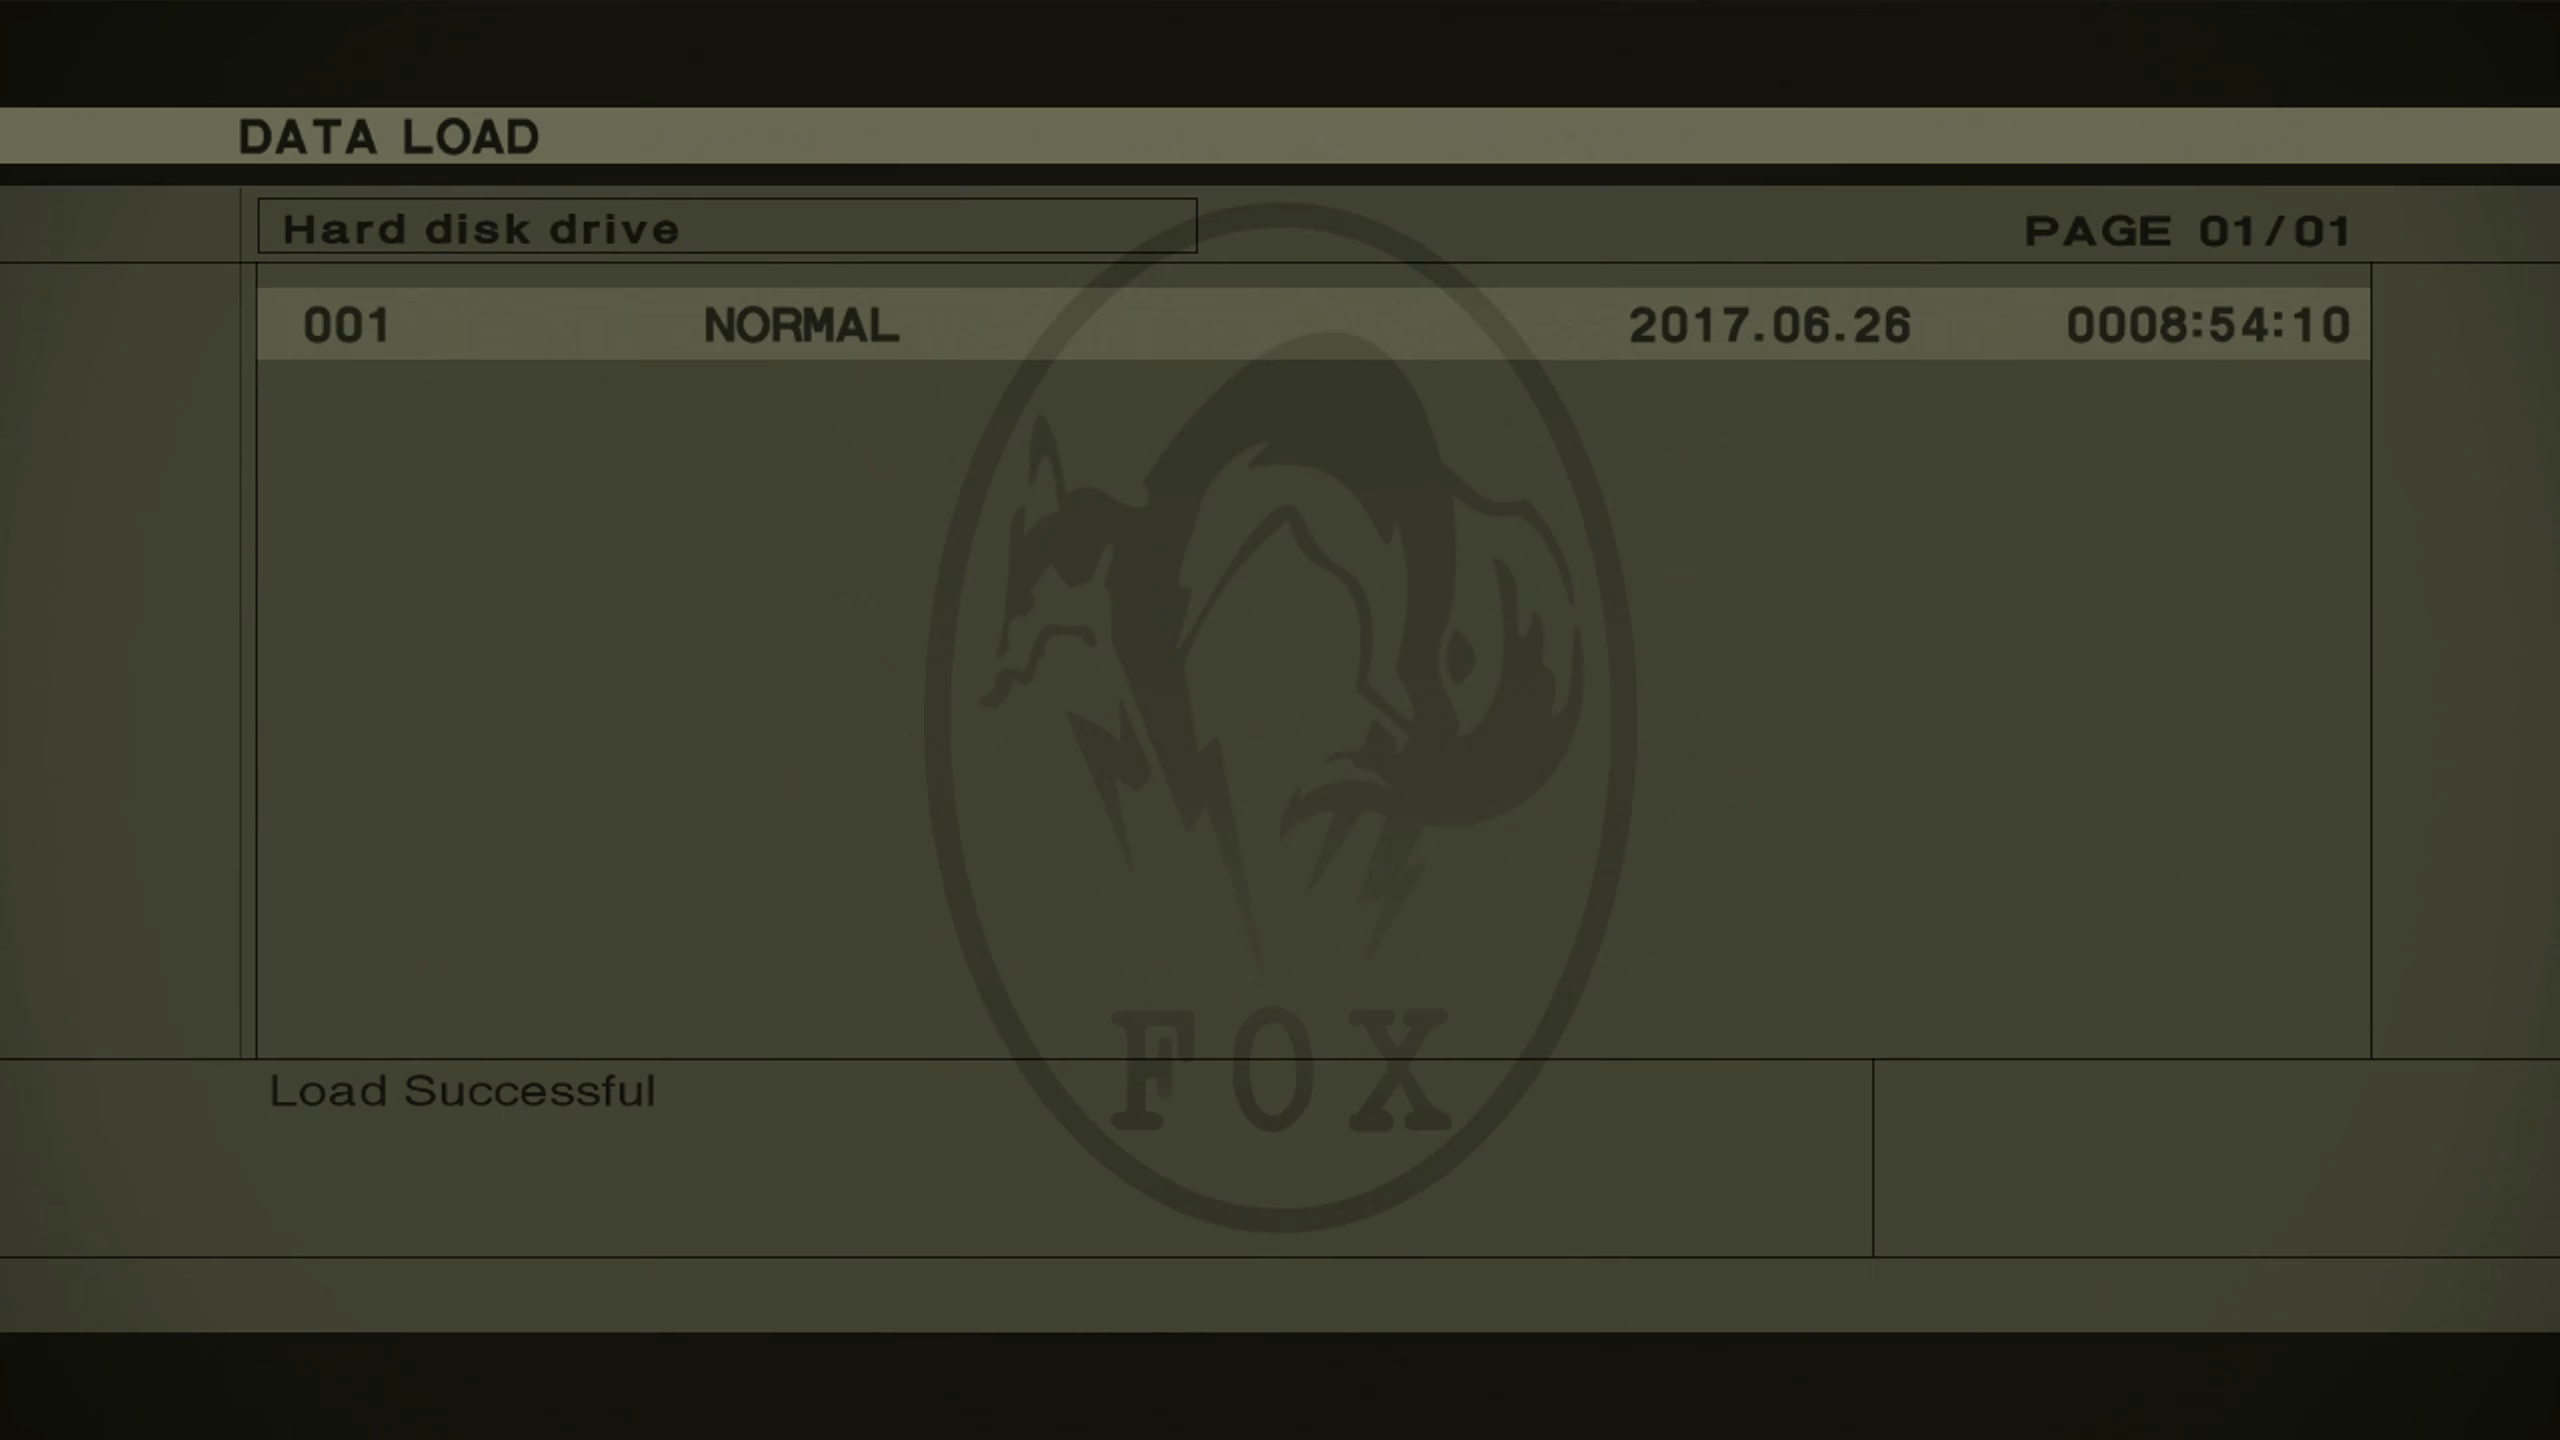 DATA LOAD
Hard disk drive
PAGE 01/01
001 NORMAL 2017.06.26 0008:54:10
FOX
Load Successful